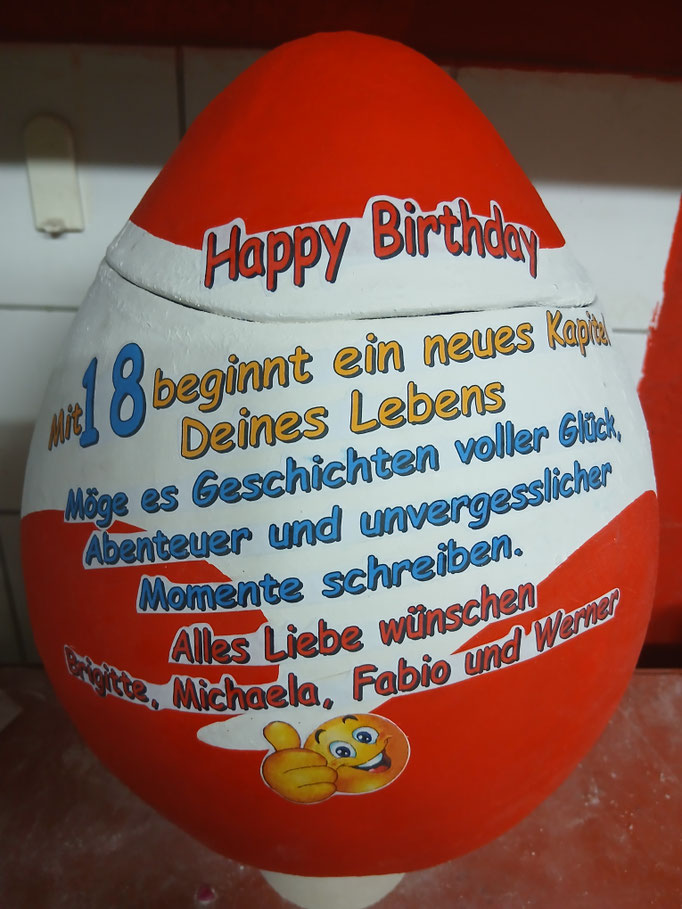 Happy Birthday
Mit 18 beginnt ein neues Kapitel
Deines Lebens
Möge es Geschichten voller Glück,
Abenteuer und unvergesslicher
Momente schreiben.
Alles Liebe wünschen
Brigitte, Michaela, Fabio und Werner